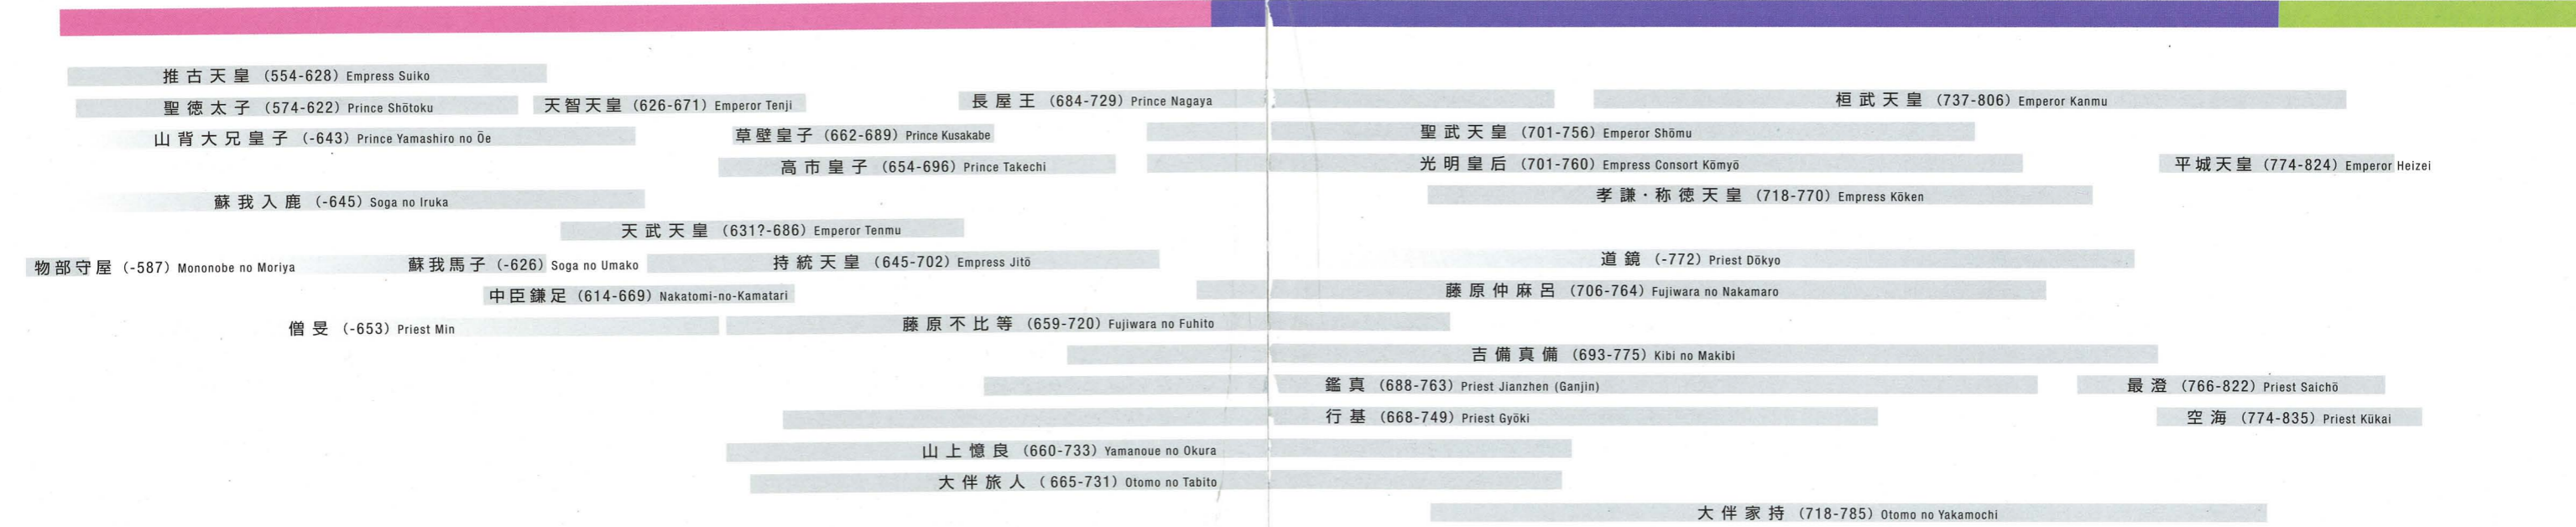 推古天皇 (554-628) Empress Suiko
聖徳太子 (574-622) Prince Shōtoku
天智天皇 (626-671) Emperor Tenji
長屋王 (684-729) Prince Nagaya
桓武天皇 (737-806) Emperor Kanmu
山背大兄皇子 (-643) Prince Yamashiro no Ōe
草壁皇子 (662-689) Prince Kusakabe
聖武天皇 (701-756) Emperor Shōmu
高市皇子 (654-696) Prince Takechi
光明皇后 (701-760) Empress Consort Kōmyō
平城天皇 (774-824) Emperor Heizei
蘇我入鹿 (-645) Soga no Iruka
孝謙・称徳天皇 (718-770) Empress Kōken
天武天皇 (631?-686) Emperor Tenmu
物部守屋 (-587) Mononobe no Moriya
蘇我馬子 (-626) Soga no Umako
持統天皇 (645-702) Empress Jitō
道鏡 (-772) Priest Dōkyo
中臣鎌足 (614-669) Nakatomi-no-Kamatari
藤原仲麻呂 (706-764) Fujiwara no Nakamaro
僧旻 (-653) Priest Min
藤原不比等 (659-720) Fujiwara no Fuhito
吉備真備 (693-775) Kibi no Makibi
鑑真 (688-763) Priest Jianzhen (Ganjin)
最澄 (766-822) Priest Saichō
行基 (668-749) Priest Gyōki
空海 (774-835) Priest Kūkai
山上憶良 (660-733) Yamanoue no Okura
大伴旅人 (665-731) Otomo no Tabito
大伴家持 (718-785) Otomo no Yakamochi